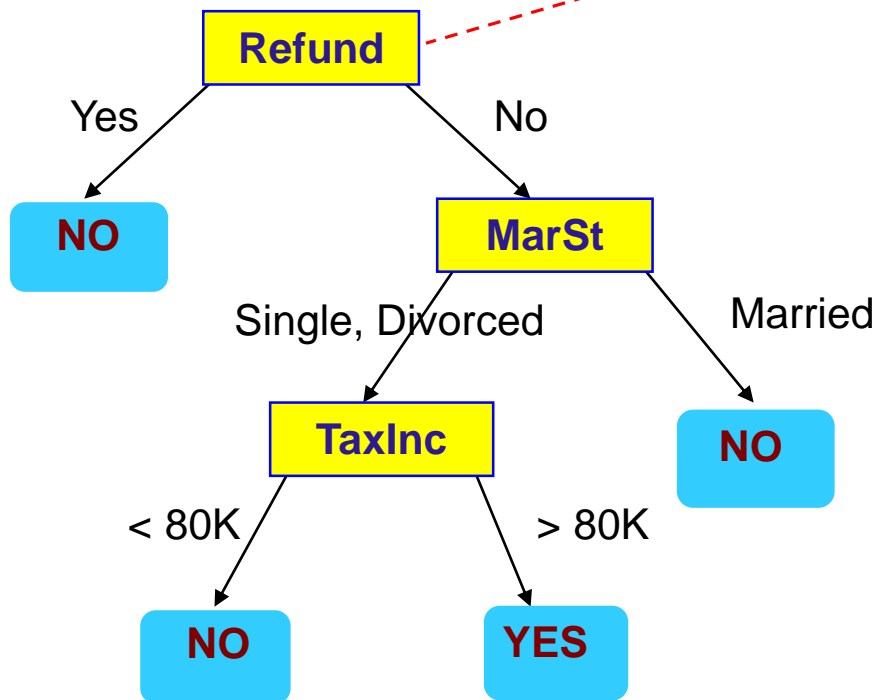 Refund
Yes
No
NO
MarSt
Single, Divorced
Married
TaxInc
NO
< 80K
> 80K
NO
YES